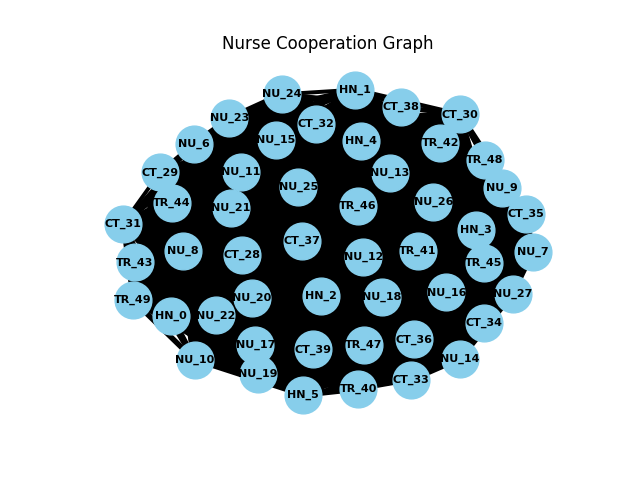 Nurse Cooperation Graph
HN_1
NU_24
CT_38
CT_30
NU_23
CT_32
NU_15
HN_4
TR_42
NU_6
TR_48
CT_29
NU_11
NU_13
NU_25
NU_9
TR_44
NU_21
TR_46
NU_26
CT_35
CT_31
HN_3
CT_37
NU_8
TR_41
NU_7
CT_28
NU_12
TR_43
TR_45
NU_16
NU_27
HN_2
NU_18
NU_20
TR_49
HN_0
NU_22
CT_34
CT_36
NU_17
TR_47
CT_39
NU_10
NU_14
NU_19
CT_33
TR_40
HN_5